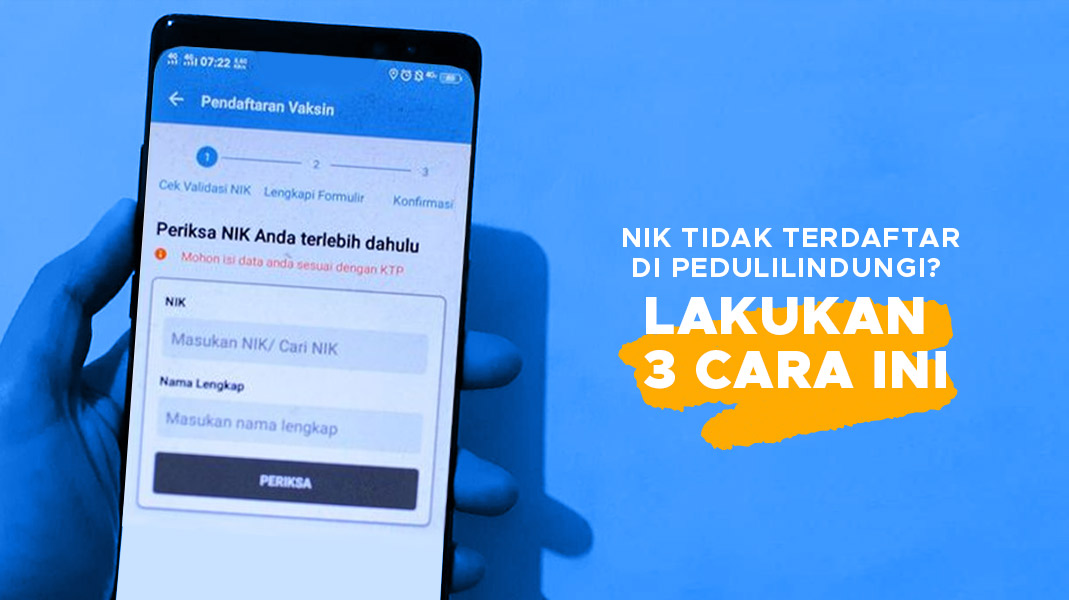 07:22
Pendaftaran Vaksin
1 2 3
Cek Validasi NIK Lengkapi Formulir Konfirmasi
Periksa NIK Anda terlebih dahulu
Mohon isi data anda sesuai dengan KTP
NIK
Masukan NIK/ Cari NIK
Nama Lengkap
Masukan nama lengkap
PERIKSA
NIK TIDAK TERDAFTAR
DI PEDULILINDUNGI?
LAKUKAN
3 CARA INI